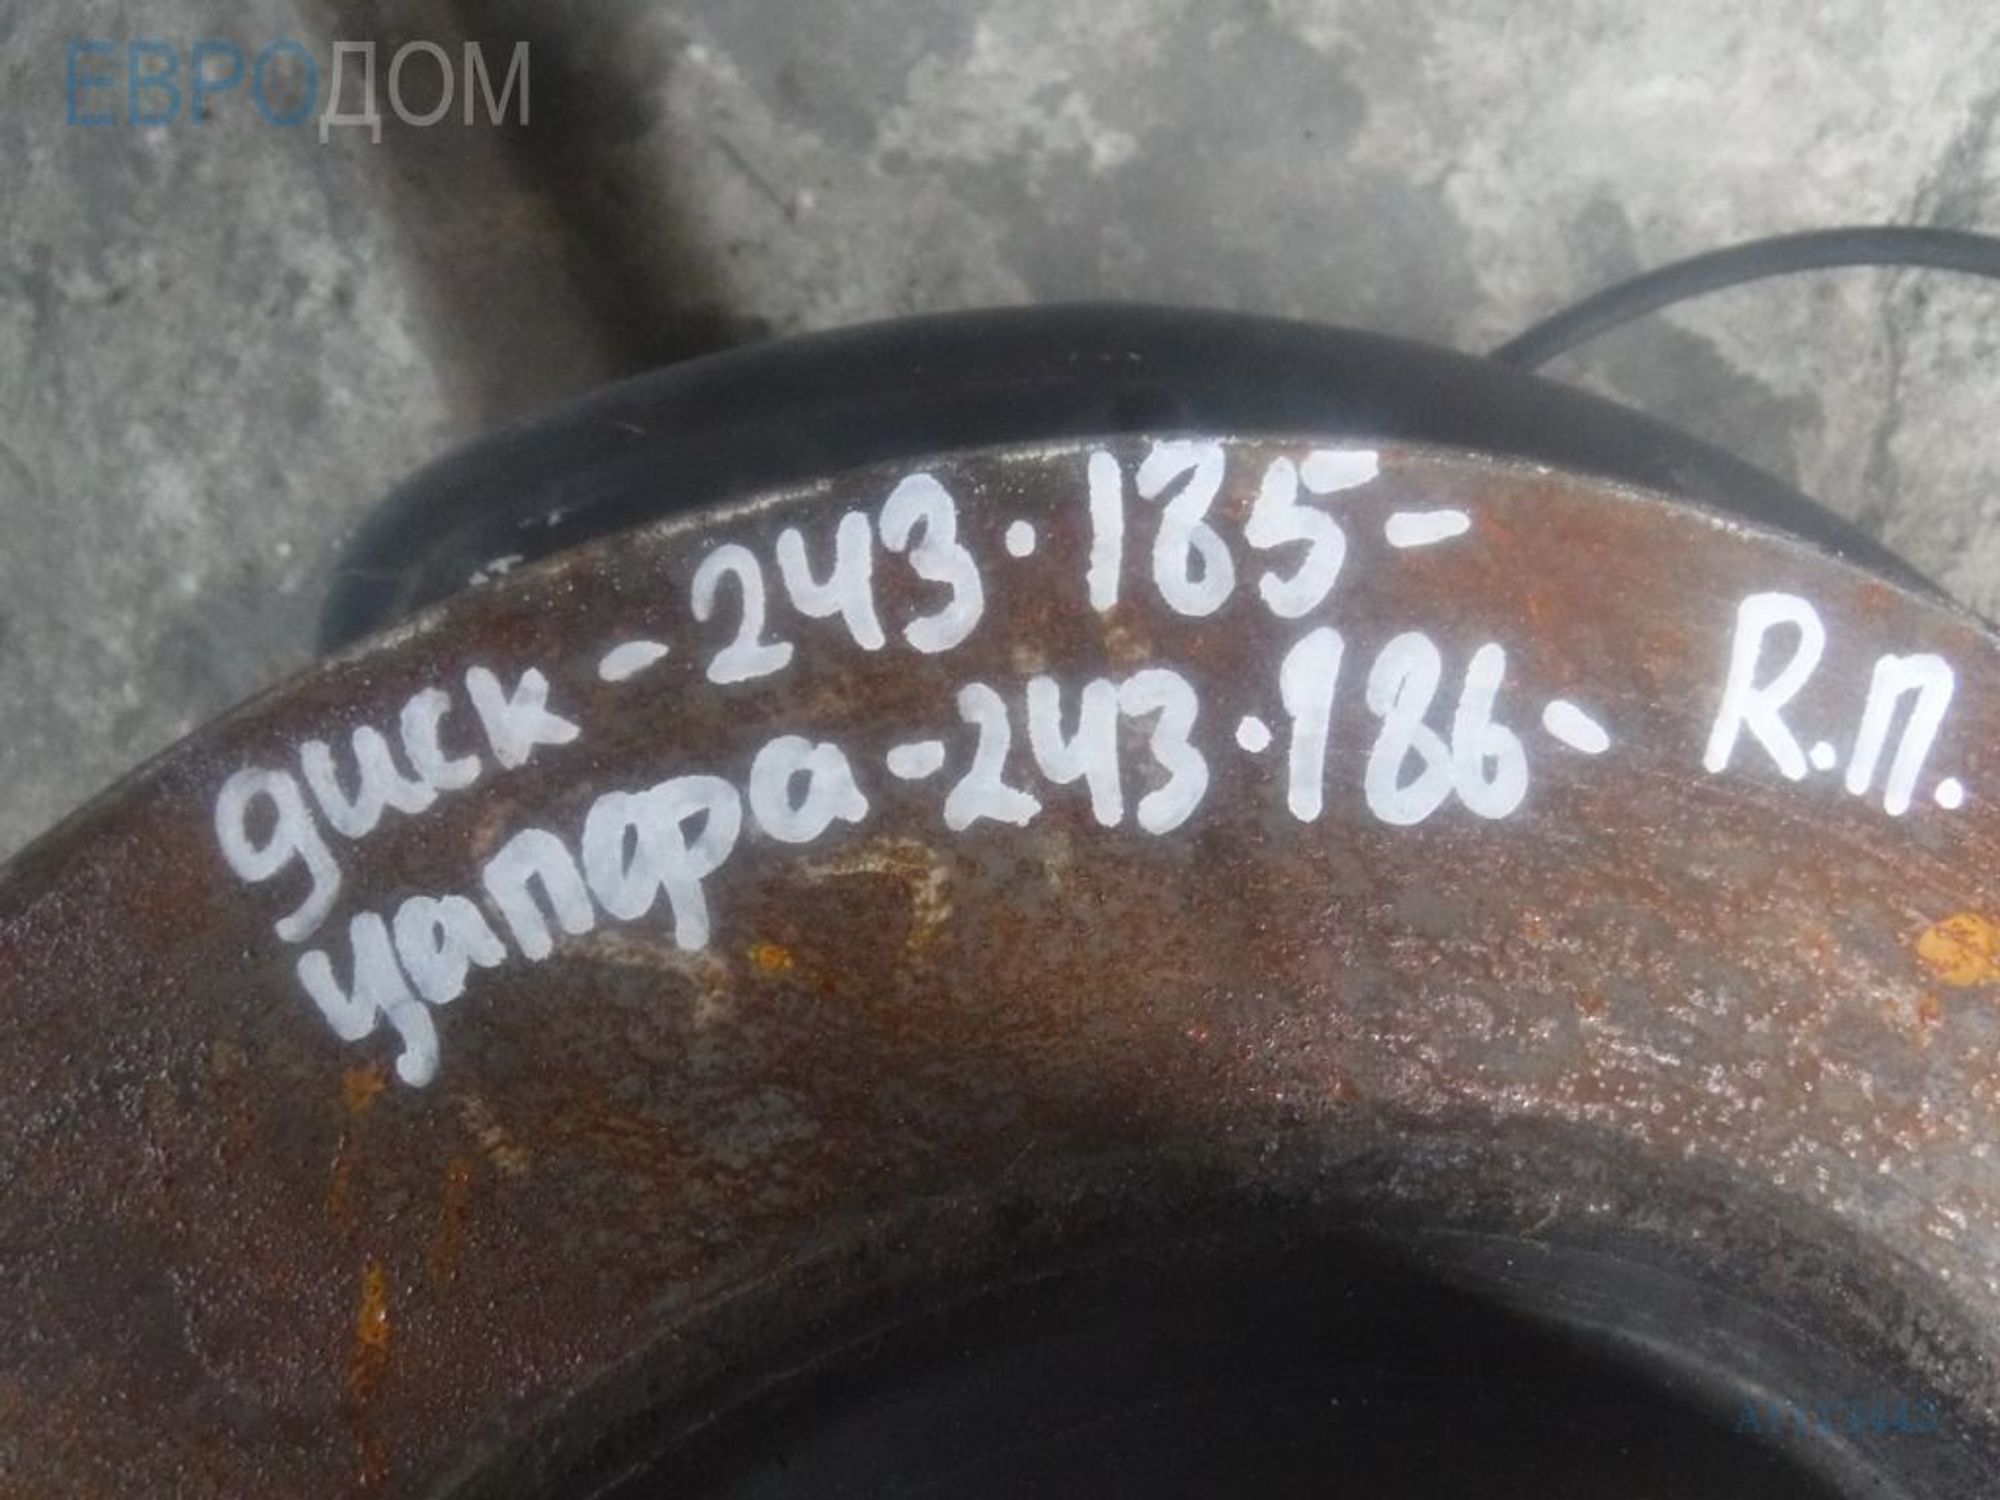 ЕВРОДОМ
диск - 243.185 -
цапфа - 243.186 - R.П.